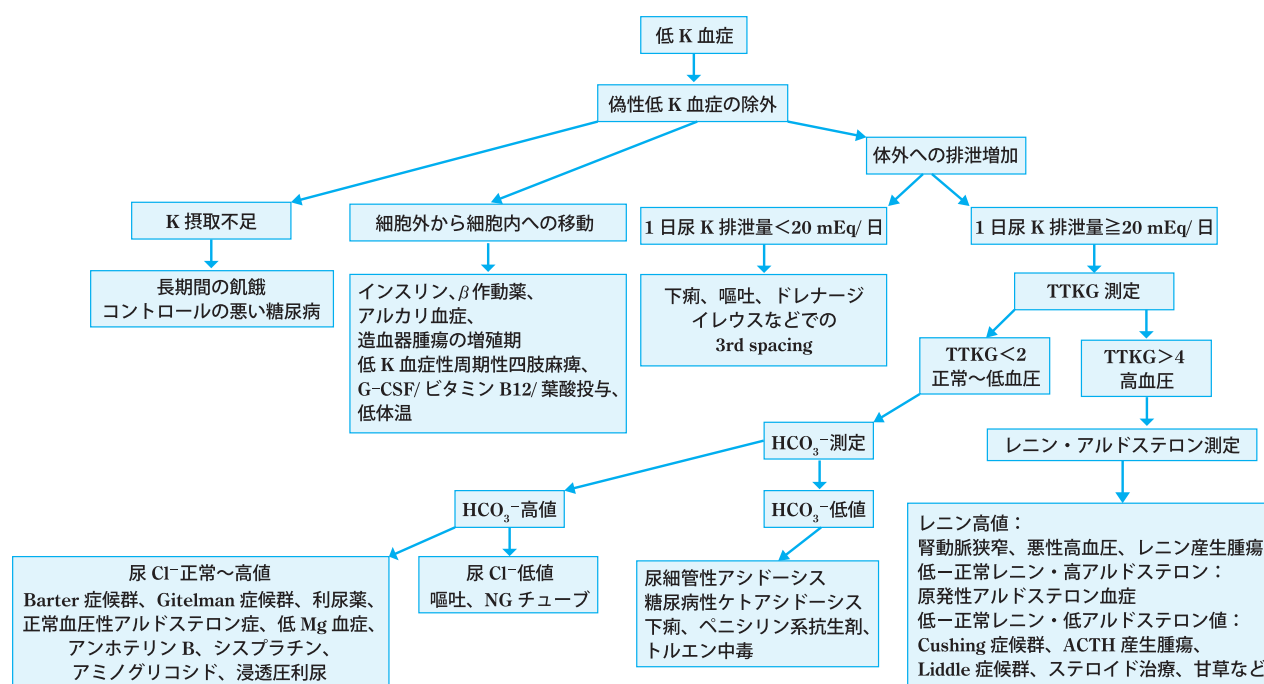 低 K 血症
偽性低 K 血症の除外
体外への排泄増加
K 摂取不足
細胞外から細胞内への移動
1 日尿 K 排泄量＜20 mEq/ 日
1 日尿 K 排泄量≧20 mEq/ 日
長期間の飢餓
コントロールの悪い糖尿病
インスリン、β 作動薬、
アルカリ血症、
造血器腫瘍の増殖期
低 K 血症性周期性四肢麻痺、
G-CSF/ ビタミン B12/ 葉酸投与、
低体温
下痢、嘔吐、ドレナージ
イレウスなどでの
3rd spacing
TTKG 測定
TTKG＜2
正常〜低血圧
TTKG＞4
高血圧
HCO₃⁻測定
レニン・アルドステロン測定
HCO₃⁻高値
HCO₃⁻低値
尿 Cl⁻正常〜高値
Barter 症候群、Gitelman 症候群、利尿薬、
正常血圧性アルドステロン症、低 Mg 血症、
アンホテリン B、シスプラチン、
アミノグリコシド、浸透圧利尿
尿 Cl⁻低値
嘔吐、NG チューブ
尿細管性アシドーシス
糖尿病性ケトアシドーシス
下痢、ペニシリン系抗生剤、
トルエン中毒
レニン高値：
腎動脈狭窄、悪性高血圧、レニン産生腫瘍
低ー正常レニン・高アルドステロン：
原発性アルドステロン血症
低ー正常レニン・低アルドステロン値：
Cushing 症候群、ACTH 産生腫瘍、
Liddle 症候群、ステロイド治療、甘草など